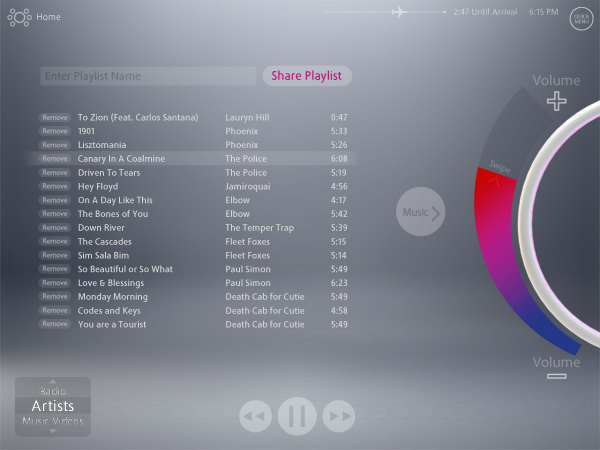 Home
2:47 Until Arrival 6:15 PM QUICK MENU
Enter Playlist Name Share Playlist
Volume
Remove To Zion (Feat. Carlos Santana) Lauryn Hill 0:47
Remove 1901 Phoenix 5:33
Remove Lisztomania Phoenix 5:26
Remove Canary In A Coalmine The Police 6:08
Remove Driven To Tears The Police 5:19
Remove Hey Floyd Jamiroquai 4:56
Remove On A Day Like This Elbow 4:17
Remove The Bones of You Elbow 5:42
Remove Down River The Temper Trap 5:39
Remove The Cascades Fleet Foxes 5:15
Remove Sim Sala Bim Fleet Foxes 5:14
Remove So Beautiful or So What Paul Simon 5:49
Remove Love & Blessings Paul Simon 6:23
Remove Monday Morning Death Cab for Cutie 5:49
Remove Codes and Keys Death Cab for Cutie 4:58
Remove You are a Tourist Death Cab for Cutie 5:49
Swipe
Music
Volume
Radio
Artists
Music Videos